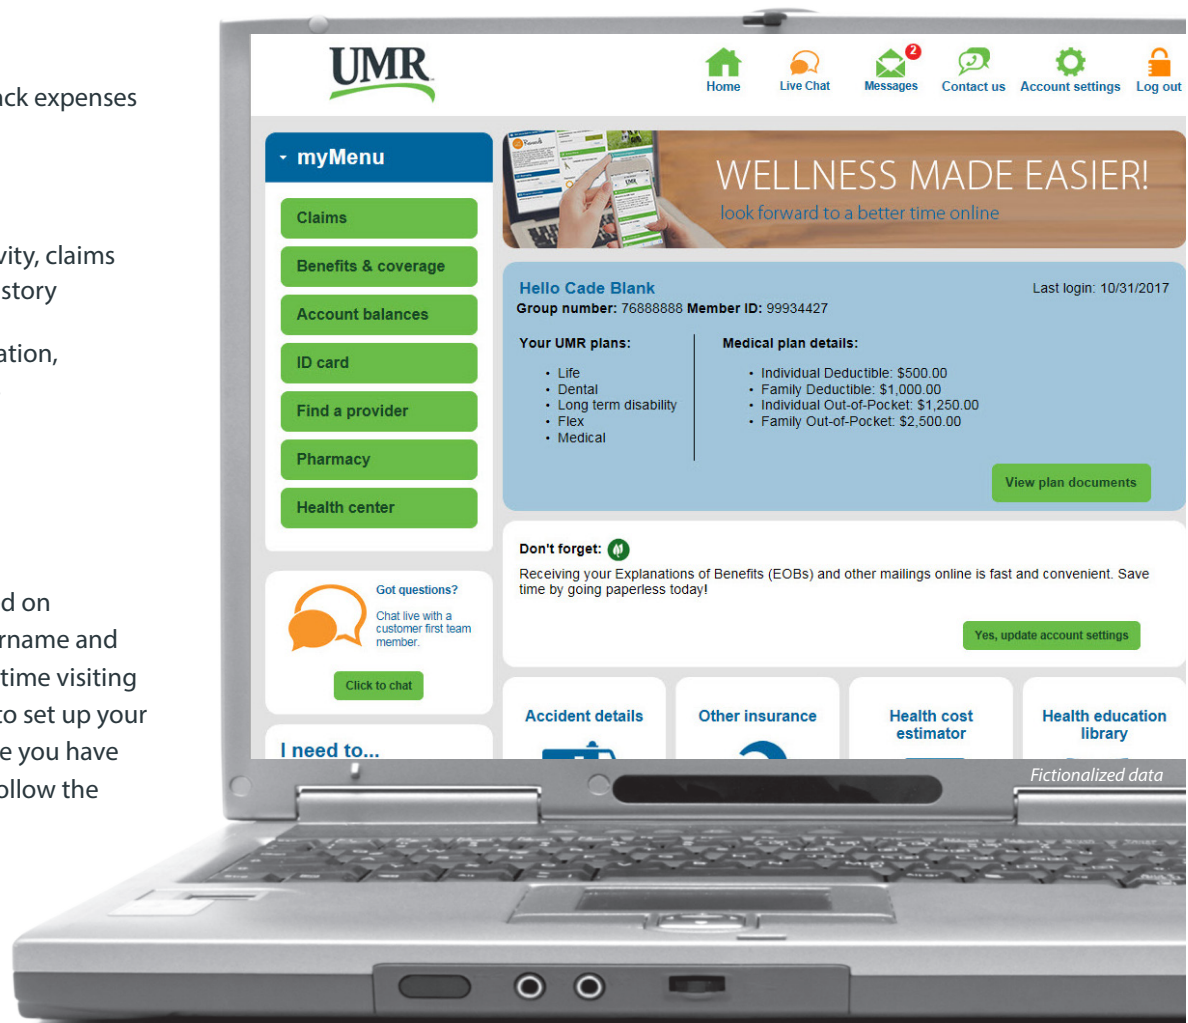 ack expenses
vity, claims
story
ation,
d on
rname and
time visiting
to set up your
e you have
ollow the
UMR
Home
Live Chat
2
Messages
Contact us
Account settings
Log out
myMenu
Claims
Benefits & coverage
Account balances
ID card
Find a provider
Pharmacy
Health center
Got questions?
Chat live with a
customer first team
member.
Click to chat
I need to...
WELLNESS MADE EASIER!
look forward to a better time online
Hello Cade Blank
Last login: 10/31/2017
Group number: 76888888 Member ID: 99934427
Your UMR plans:
• Life
• Dental
• Long term disability
• Flex
• Medical
Medical plan details:
• Individual Deductible: $500.00
• Family Deductible: $1,000.00
• Individual Out-of-Pocket: $1,250.00
• Family Out-of-Pocket: $2,500.00
View plan documents
Don't forget:
Receiving your Explanations of Benefits (EOBs) and other mailings online is fast and convenient. Save
time by going paperless today!
Yes, update account settings
Accident details
Other insurance
Health cost
estimator
Health education
library
Fictionalized data